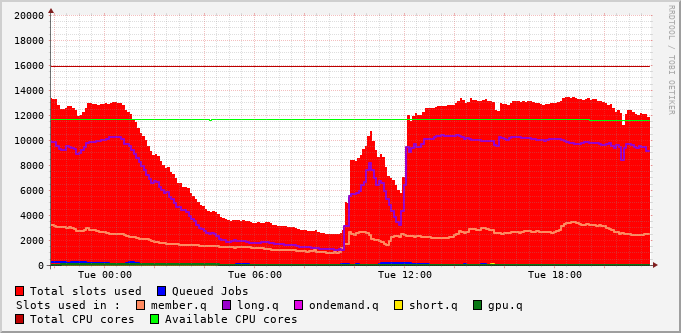 20000
18000
16000
14000
12000
10000
8000
6000
4000
2000
0
Tue 00:00 Tue 06:00 Tue 12:00 Tue 18:00
RRDTOOL / TOBI OETIKER
Total slots used Queued Jobs
Slots used in : member.q long.q ondemand.q short.q gpu.q
Total CPU cores Available CPU cores